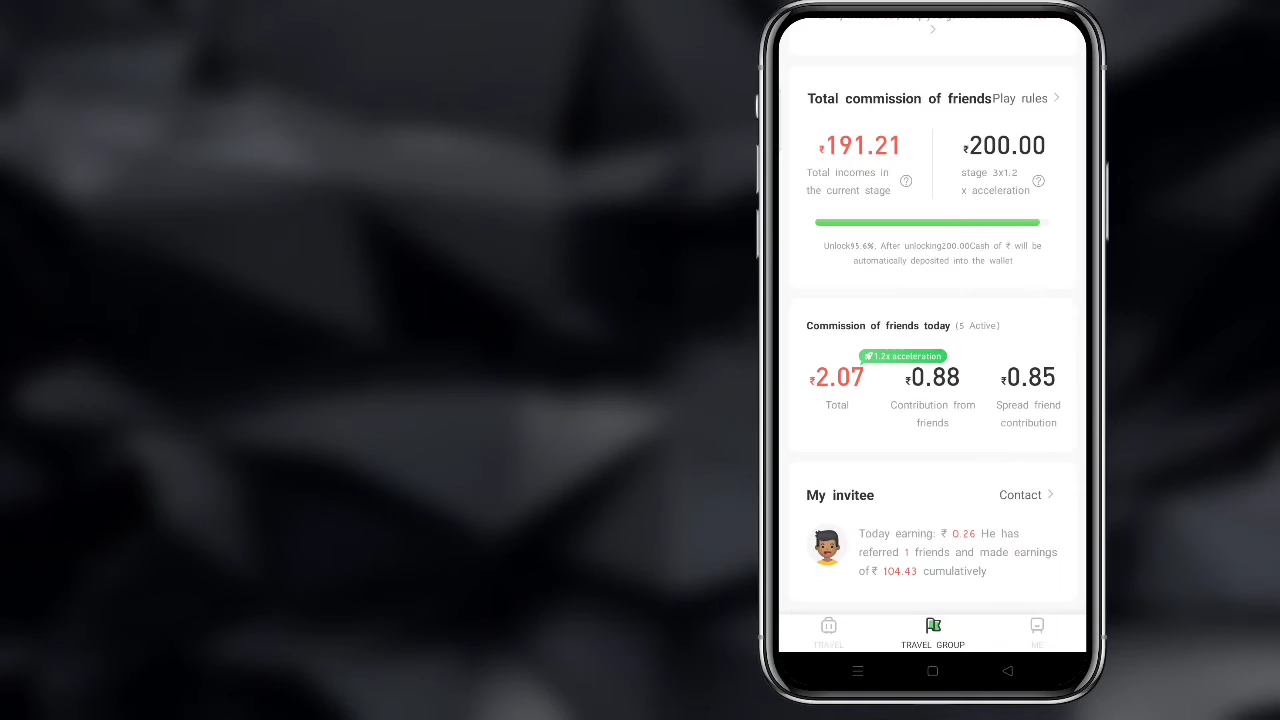 Total commission of friends Play rules
₹191.21 ₹200.00
Total incomes in the current stage
stage 3x1.2 x acceleration
Unlock95.6%, After unlocking200.00Cash of ₹ will be
automatically deposited into the wallet
Commission of friends today (5 Active)
1.2x acceleration
₹2.07 ₹0.88 ₹0.85
Total
Contribution from friends
Spread friend contribution
My invitee Contact
Today earning: ₹ 0.26 He has
referred 1 friends and made earnings
of ₹ 104.43 cumulatively
TRAVEL TRAVEL GROUP ME